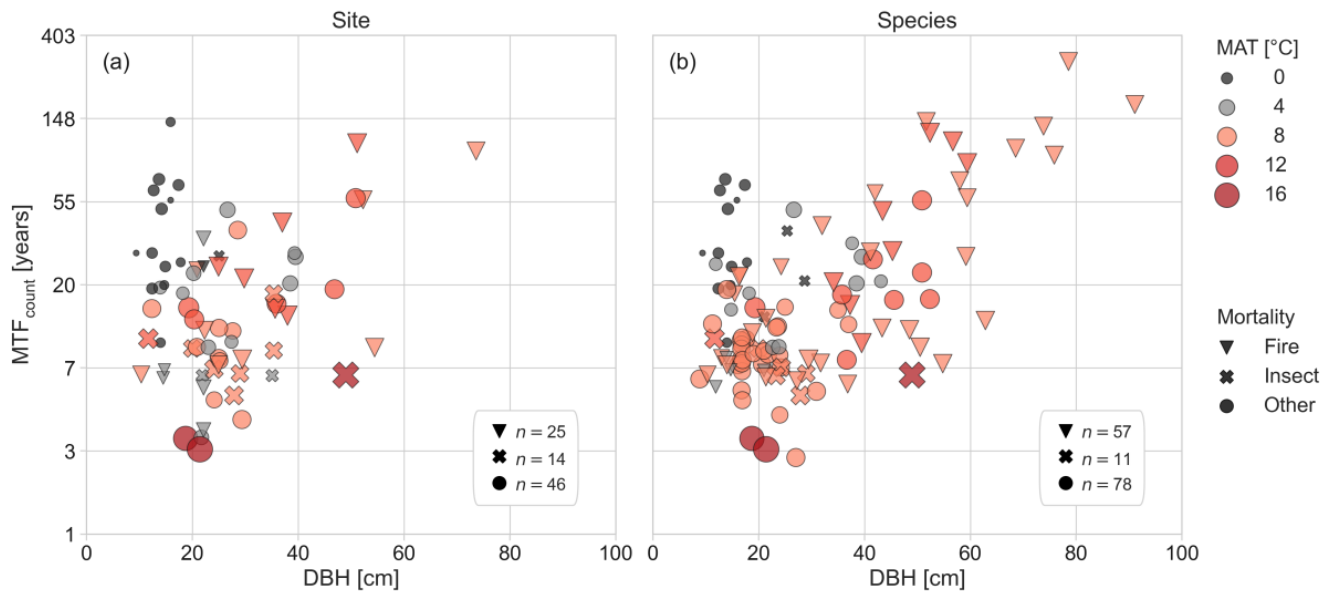 Site
Species
MAT [°C]
403
148
55
20
7
3
1
MTFcount [years]
(a)
(b)
0
4
8
12
16
Mortality
Fire
Insect
Other
n = 25
n = 14
n = 46
n = 57
n = 11
n = 78
0 20 40 60 80 100
0 20 40 60 80 100
DBH [cm]
DBH [cm]